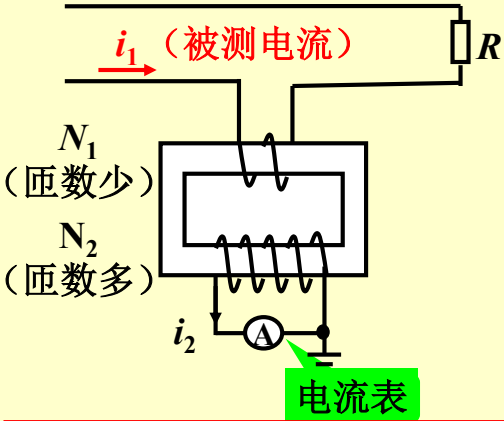 i₁（被测电流）
R
N₁
（匝数少）
N₂
（匝数多）
i₂
A
电流表